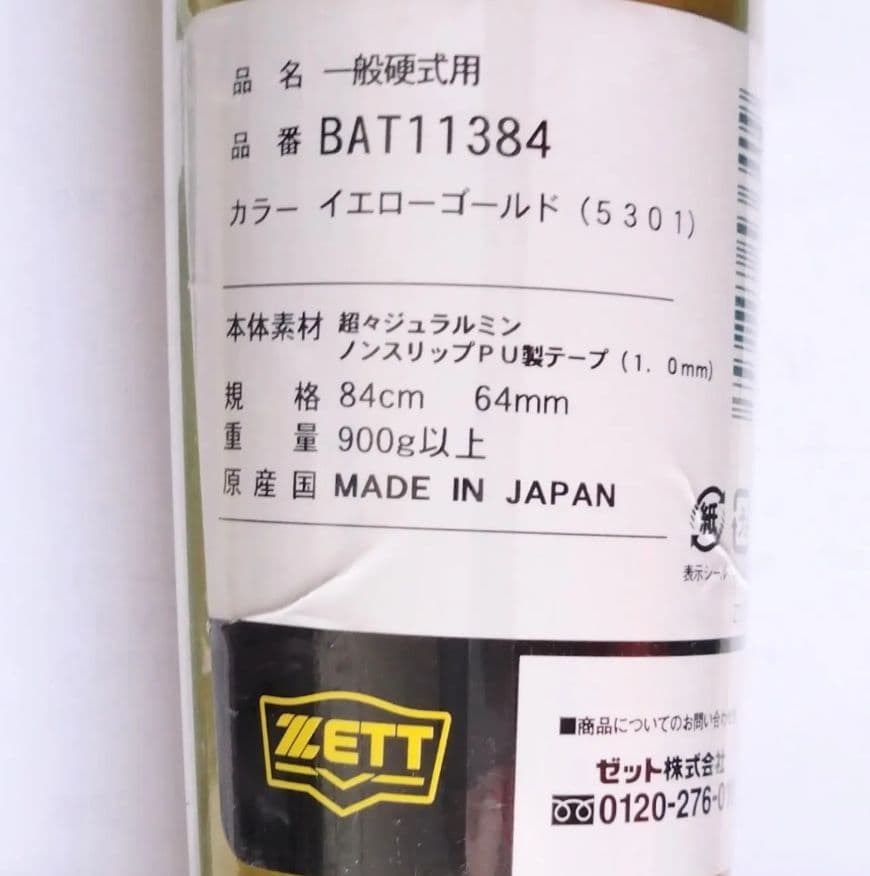 品名 一般硬式用
品番 BAT11384
カラー イエローゴールド(5301)
本体素材 超々ジュラルミン
ノンスリップPU製テープ(1.0mm)
規格 84cm 64mm
重量 900g以上
原産国 MADE IN JAPAN
紙
表示シール
ZETT
■商品についてのお問い合わせ
ゼット株式会社
0120-276-0